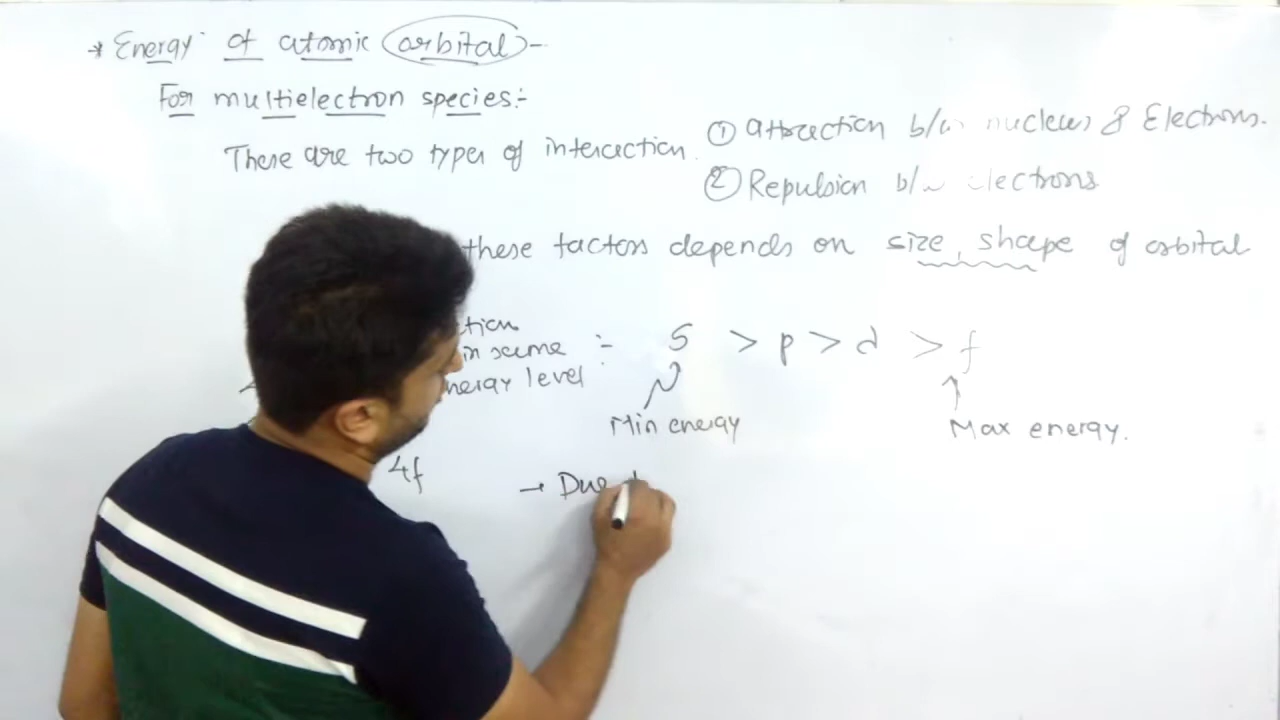 * Energy of atomic orbital :-
For multielectron species :-
There are two types of interection
① attraction b/w nucleus & Electrons.
② Repulsion b/w electrons
these factors depends on size, shape of orbital
in same :- s > p > d > f
energy level
Min energy Max energy.
4f → Due